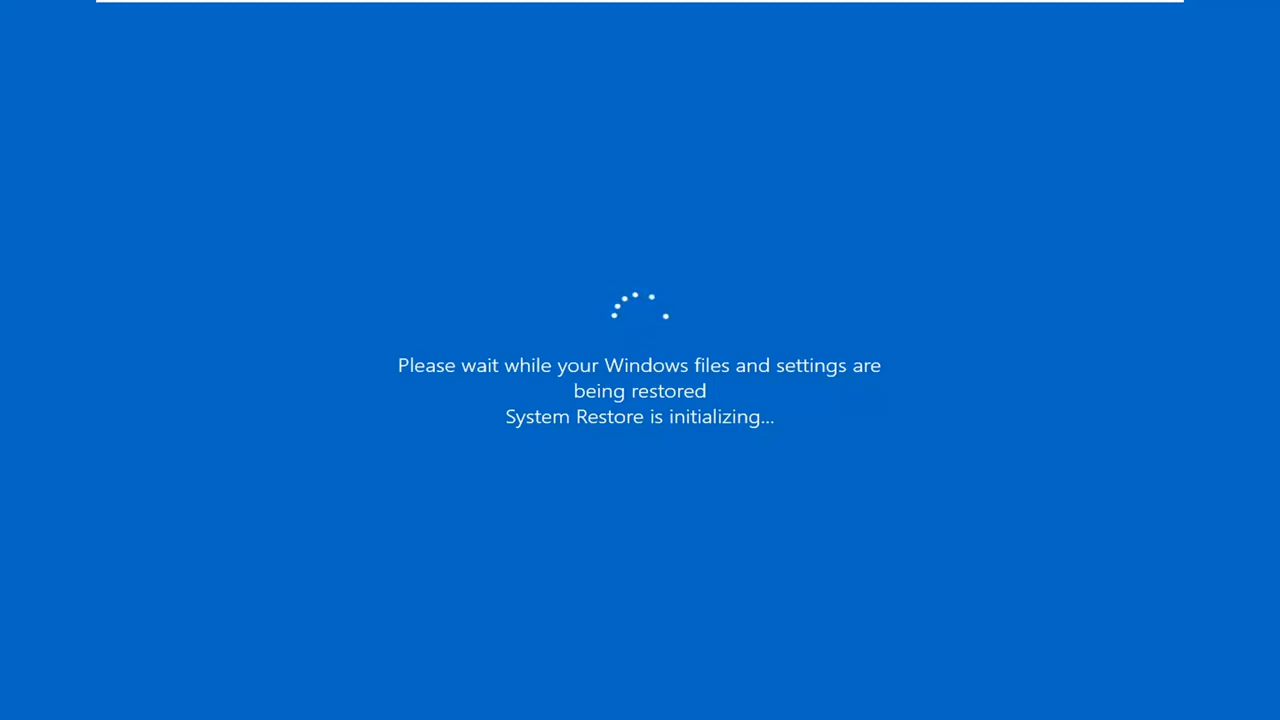 Please wait while your Windows files and settings are
being restored
System Restore is initializing...